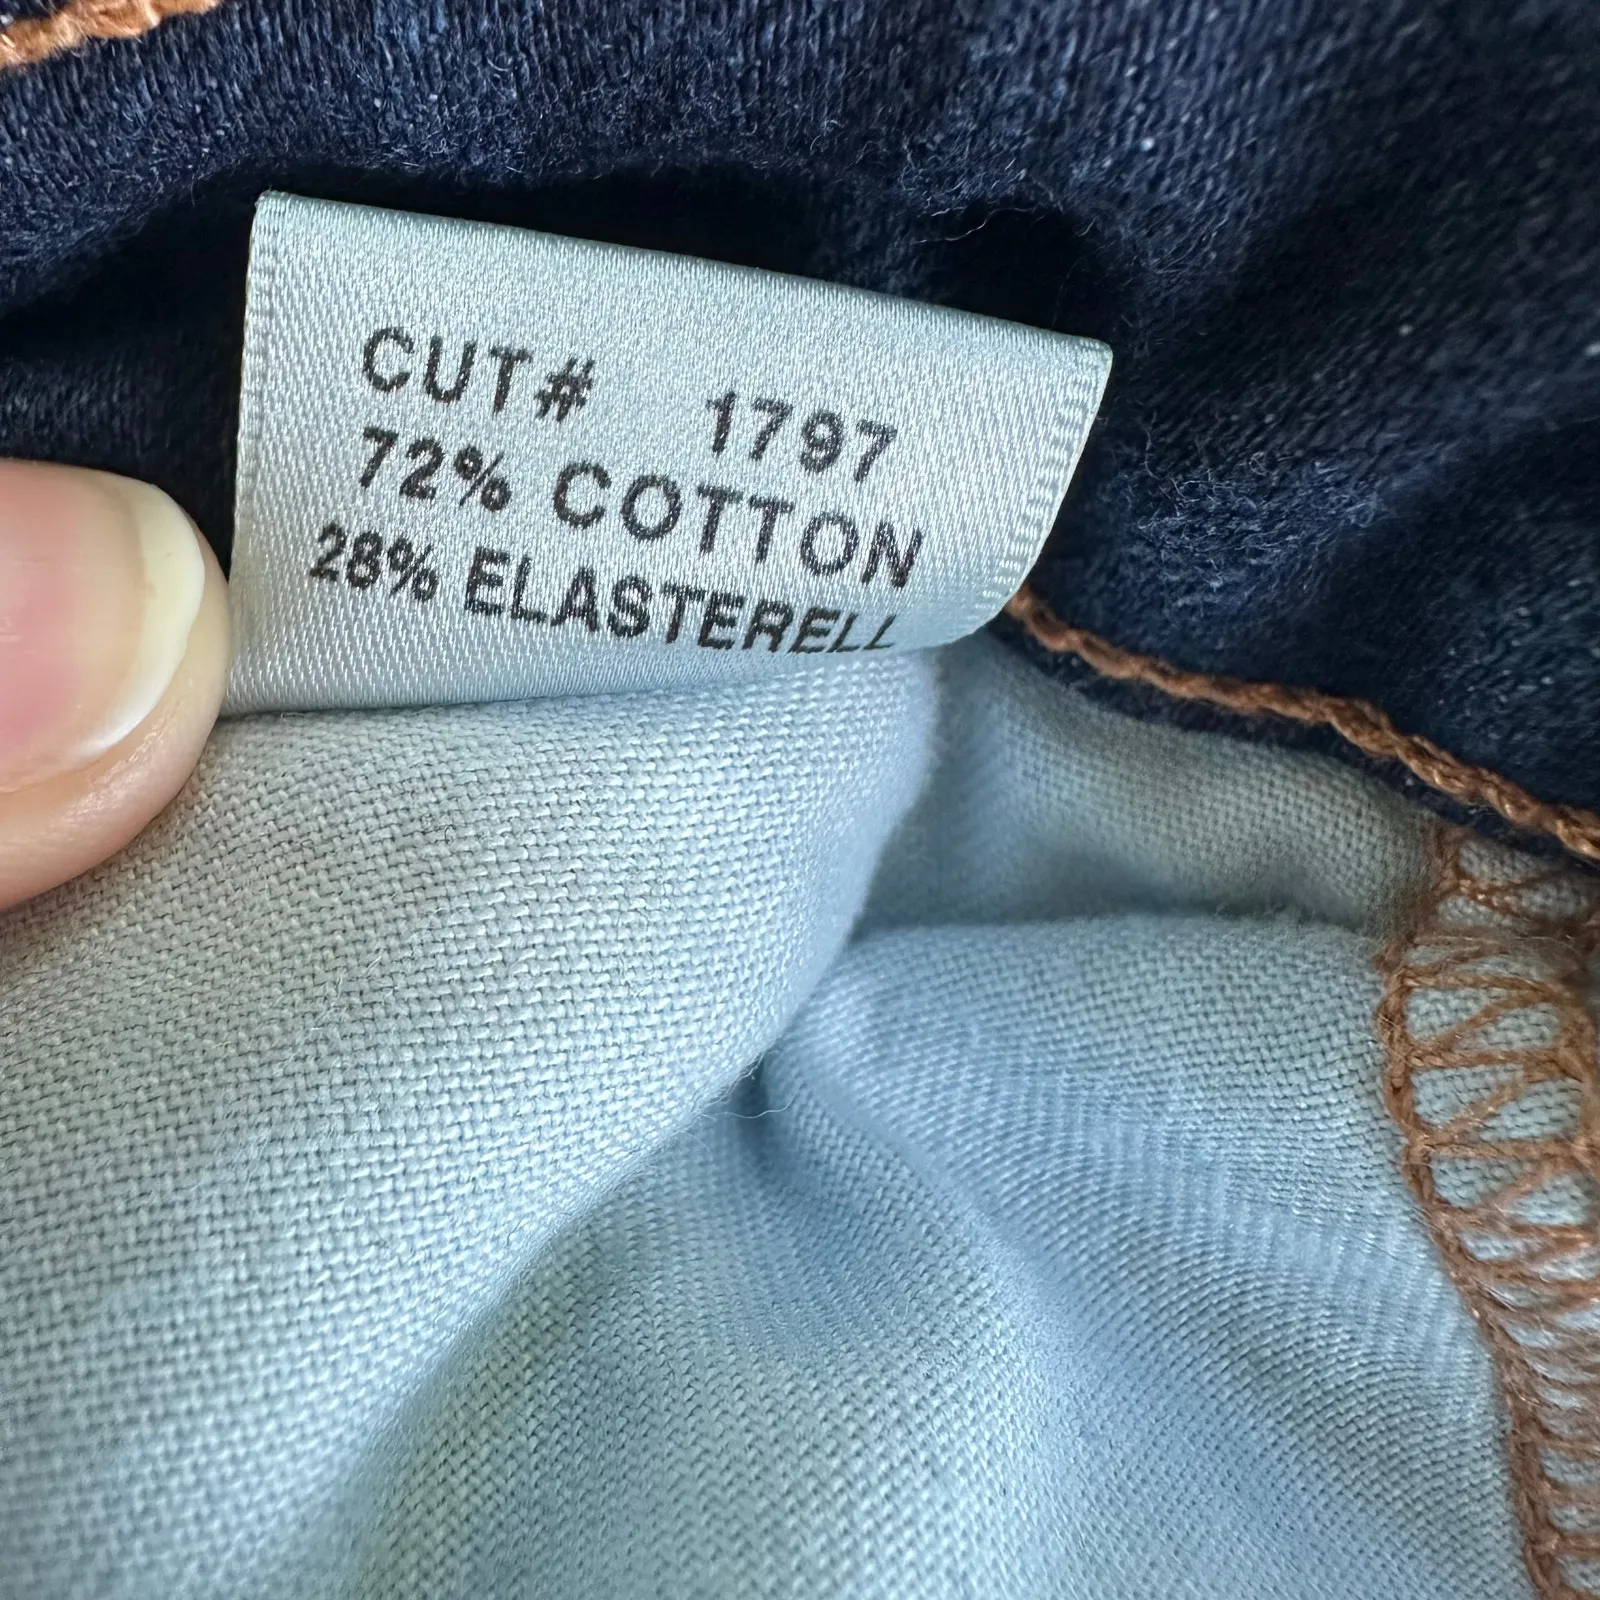 CUT# 1797
72% COTTON
28% ELASTERELL